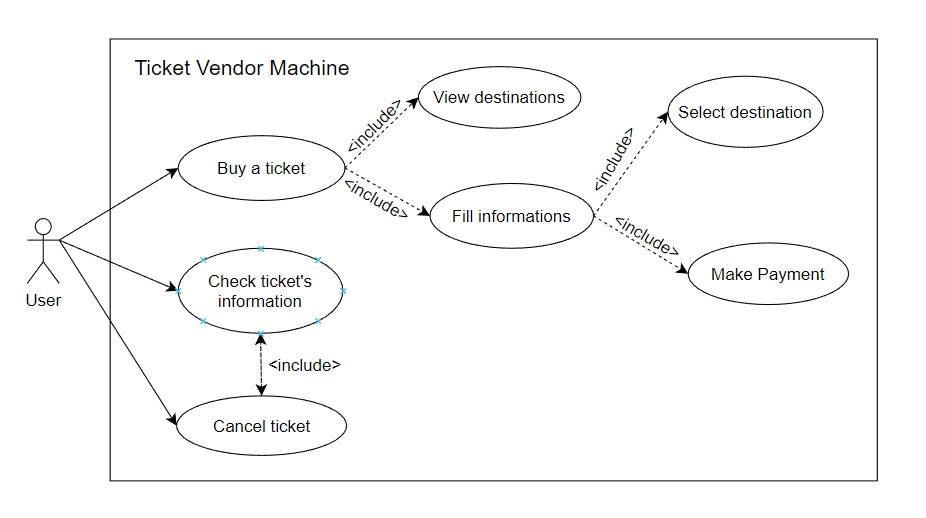 Ticket Vendor Machine
View destinations
Select destination
<include>
<include>
Buy a ticket
<include>
Fill informations
<include>
Check ticket's
information
Make Payment
User
<include>
Cancel ticket